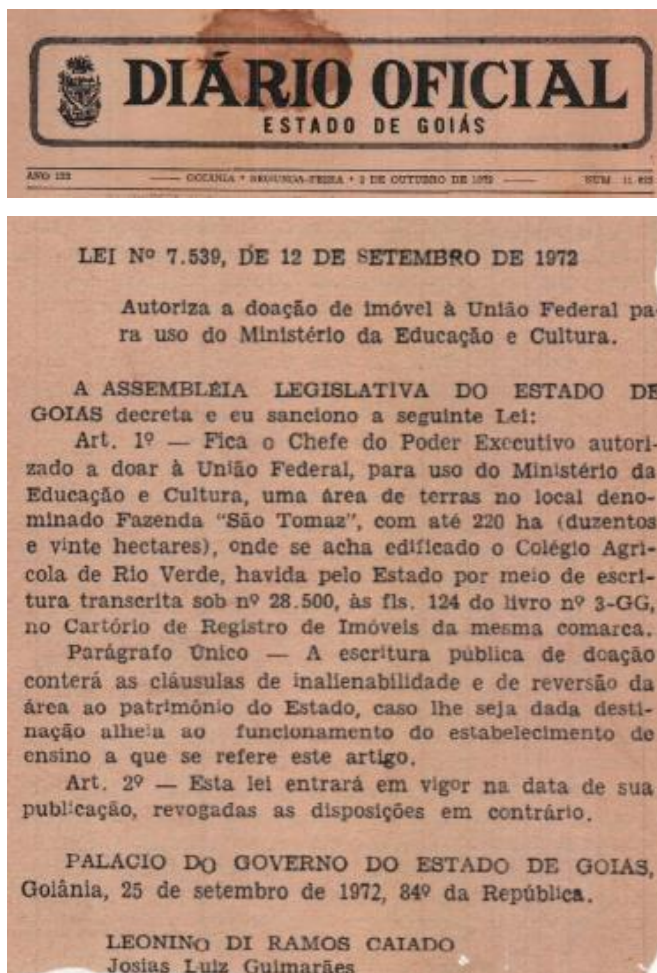 DIÁRIO OFICIAL
ESTADO DE GOIÁS
ANO 133 —— GOIÂNIA * SEGUNDA-FEIRA * 2 DE OUTUBRO DE 1972 —— NÚM. 11.625
LEI Nº 7.539, DE 12 DE SETEMBRO DE 1972
Autoriza a doação de imóvel à União Federal pa-
ra uso do Ministério da Educação e Cultura.
A ASSEMBLÉIA LEGISLATIVA DO ESTADO DE
GOIAS decreta e eu sanciono a seguinte Lei:
Art. 1º — Fica o Chefe do Poder Executivo autori-
zado a doar à União Federal, para uso do Ministério da
Educação e Cultura, uma área de terras no local deno-
minado Fazenda "São Tomaz", com até 220 ha (duzentos
e vinte hectares), onde se acha edificado o Colégio Agrí-
cola de Rio Verde, havida pelo Estado por meio de escri-
tura transcrita sob nº 28.500, às fls. 124 do livro nº 3-GG,
no Cartório de Registro de Imóveis da mesma comarca.
Parágrafo Único — A escritura pública de doação
conterá as cláusulas de inalienabilidade e de reversão da
área ao patrimônio do Estado, caso lhe seja dada desti-
nação alheia ao funcionamento do estabelecimento de
ensino a que se refere este artigo.
Art. 2º — Esta lei entrará em vigor na data de sua
publicação, revogadas as disposições em contrário.
PALACIO DO GOVERNO DO ESTADO DE GOIAS,
Goiânia, 25 de setembro de 1972, 84º da República.
LEONINO DI RAMOS CAIADO
Josias Luiz Guimarães